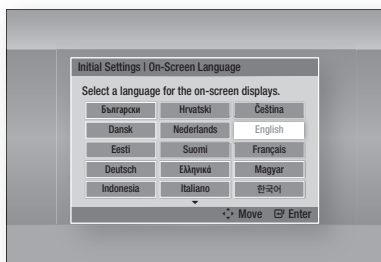 Initial Settings | On-Screen Language
Select a language for the on-screen displays.
Български Hrvatski Čeština
Dansk Nederlands English
Eesti Suomi Français
Deutsch Ελληνικά Magyar
Indonesia Italiano 한국어
Move Enter